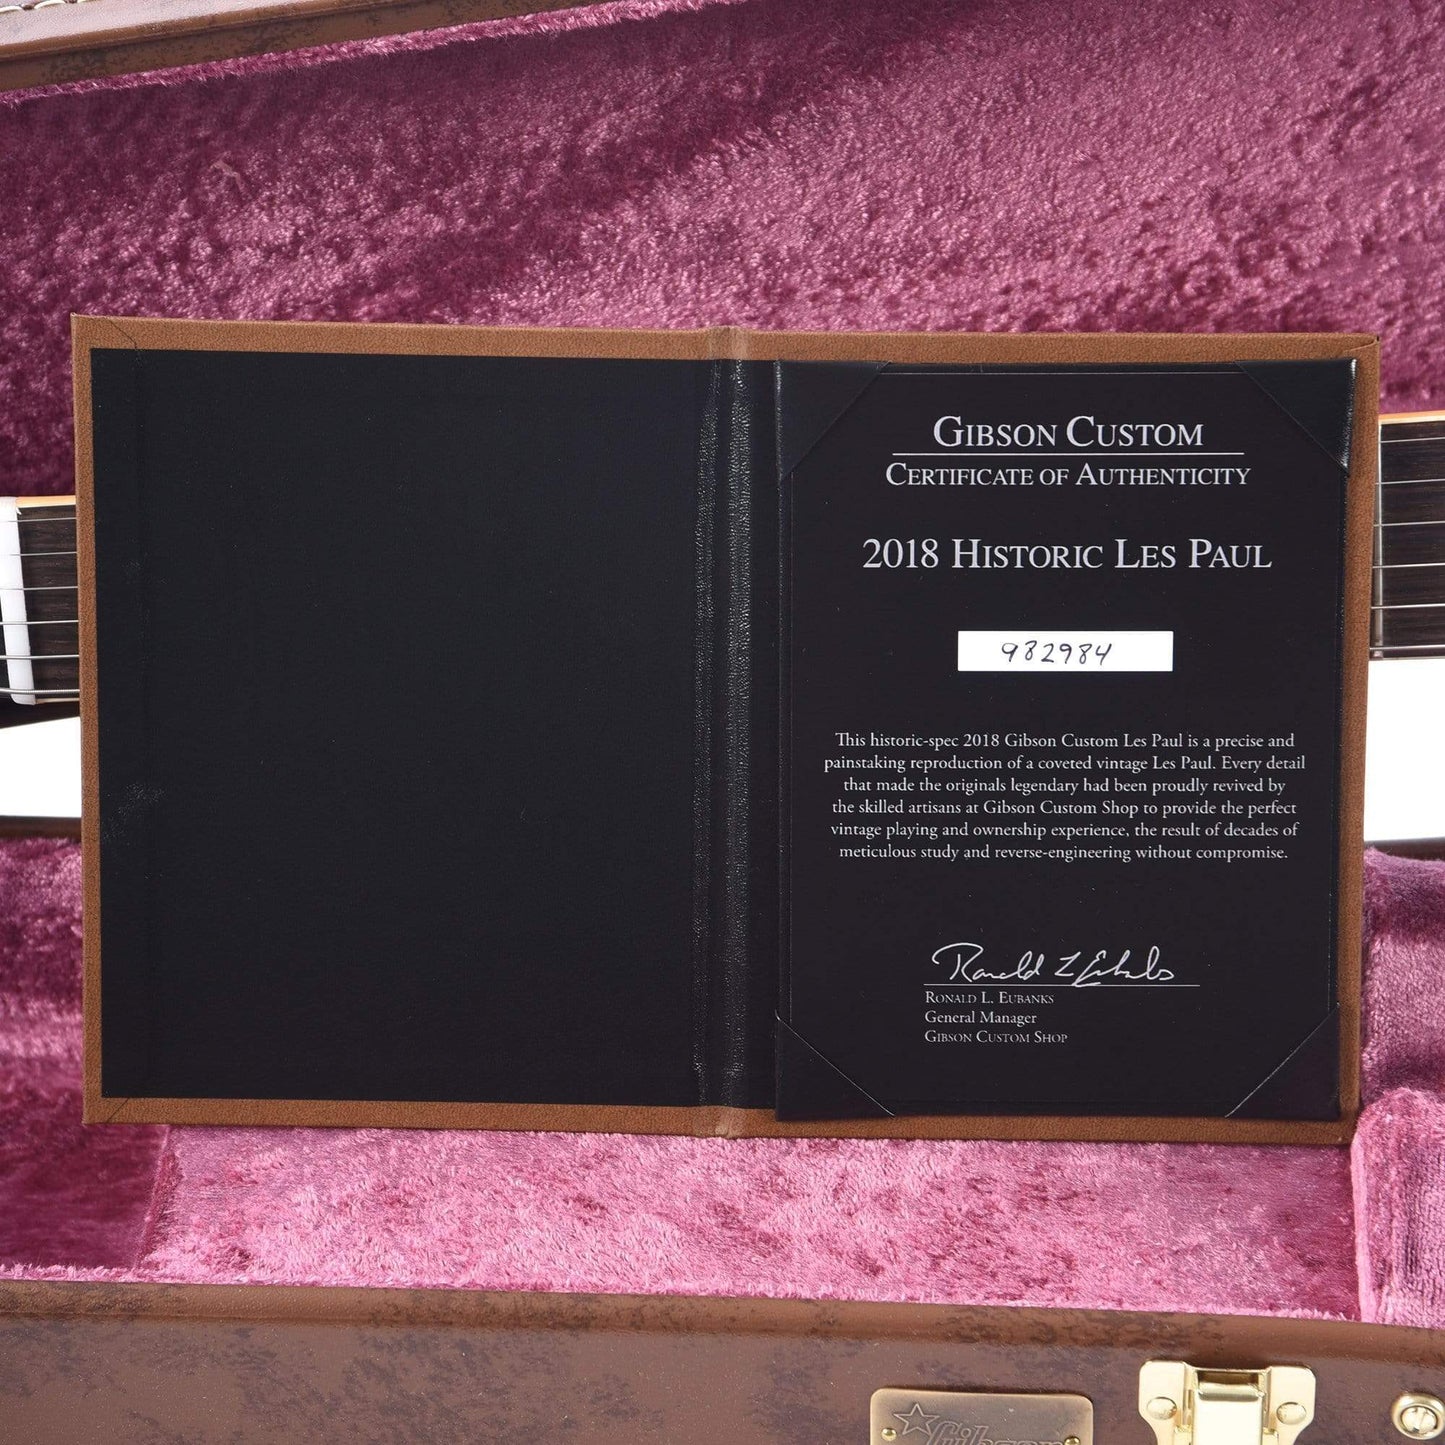 GIBSON CUSTOM
CERTIFICATE OF AUTHENTICITY
2018 HISTORIC LES PAUL
982984
This historic-spec 2018 Gibson Custom Les Paul is a precise and
painstaking reproduction of a coveted vintage Les Paul. Every detail
that made the originals legendary had been proudly revived by
the skilled artisans at Gibson Custom Shop to provide the perfect
vintage playing and ownership experience, the result of decades of
meticulous study and reverse-engineering without compromise.
Ronald L Eubanks
RONALD L. EUBANKS
General Manager
GIBSON CUSTOM SHOP
Gibson